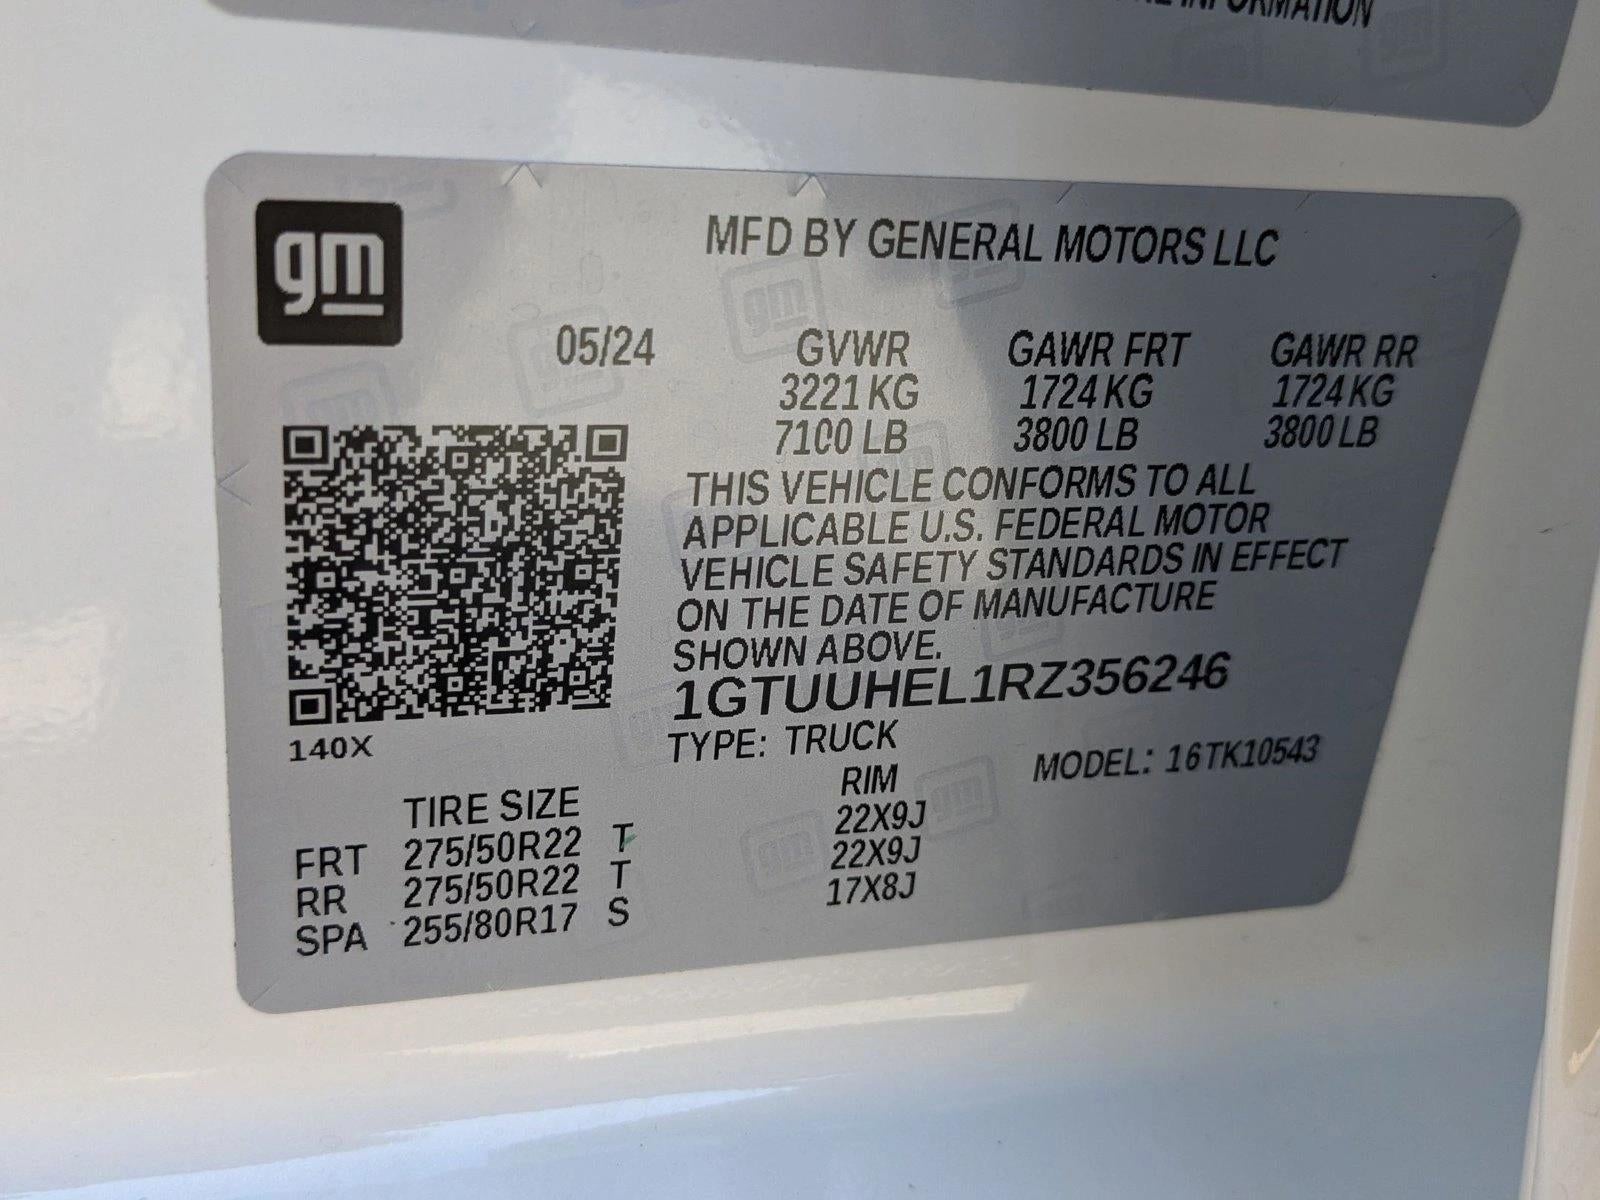 INFORMATION
gm
MFD BY GENERAL MOTORS LLC
05/24 GVWR GAWR FRT GAWR RR
3221 KG 1724 KG 1724 KG
7100 LB 3800 LB 3800 LB
THIS VEHICLE CONFORMS TO ALL
APPLICABLE U.S. FEDERAL MOTOR
VEHICLE SAFETY STANDARDS IN EFFECT
ON THE DATE OF MANUFACTURE
SHOWN ABOVE.
1GTUUHEL1RZ356246
140X
TYPE: TRUCK MODEL: 16TK10543
TIRE SIZE RIM
FRT 275/50R22 T 22X9J
RR 275/50R22 T 22X9J
SPA 255/80R17 S 17X8J